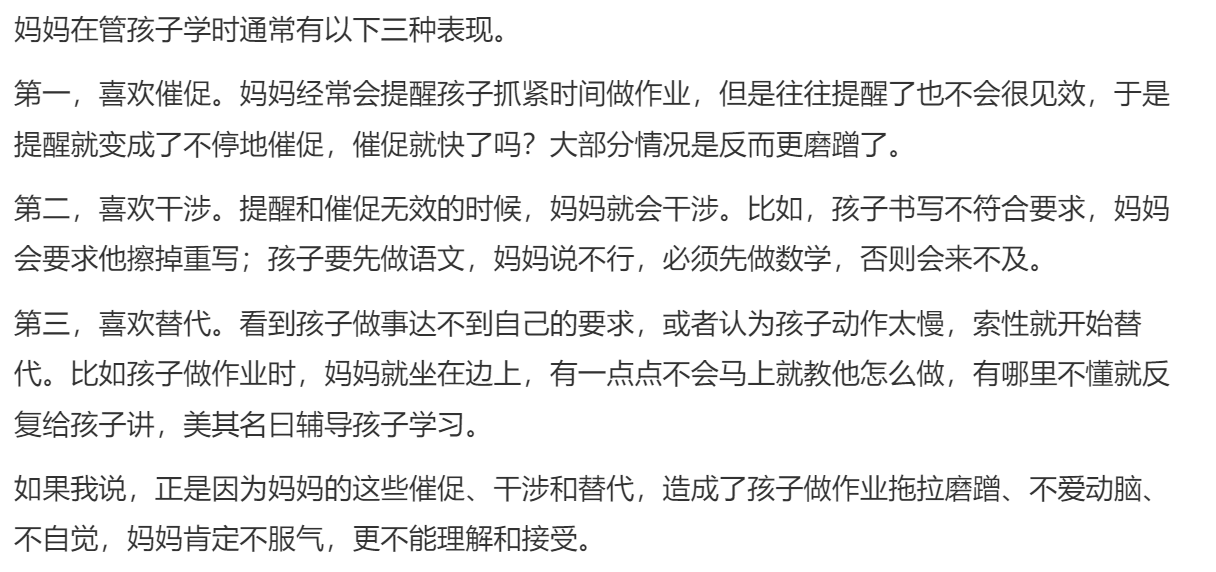 妈妈在管孩子学时通常有以下三种表现。
第一，喜欢催促。妈妈经常会提醒孩子抓紧时间做作业，但是往往提醒了也不会很见效，于是
提醒就变成了不停地催促，催促就快了吗？大部分情况是反而更磨蹭了。
第二，喜欢干涉。提醒和催促无效的时候，妈妈就会干涉。比如，孩子书写不符合要求，妈妈
会要求他擦掉重写；孩子要先做语文，妈妈说不行，必须先做数学，否则会来不及。
第三，喜欢替代。看到孩子做事达不到自己的要求，或者认为孩子动作太慢，索性就开始替
代。比如孩子做作业时，妈妈就坐在边上，有一点点不会马上就教他怎么做，有哪里不懂就反
复给孩子讲，美其名曰辅导孩子学习。
如果我说，正是因为妈妈的这些催促、干涉和替代，造成了孩子做作业拖拉磨蹭、不爱动脑、
不自觉，妈妈肯定不服气，更不能理解和接受。